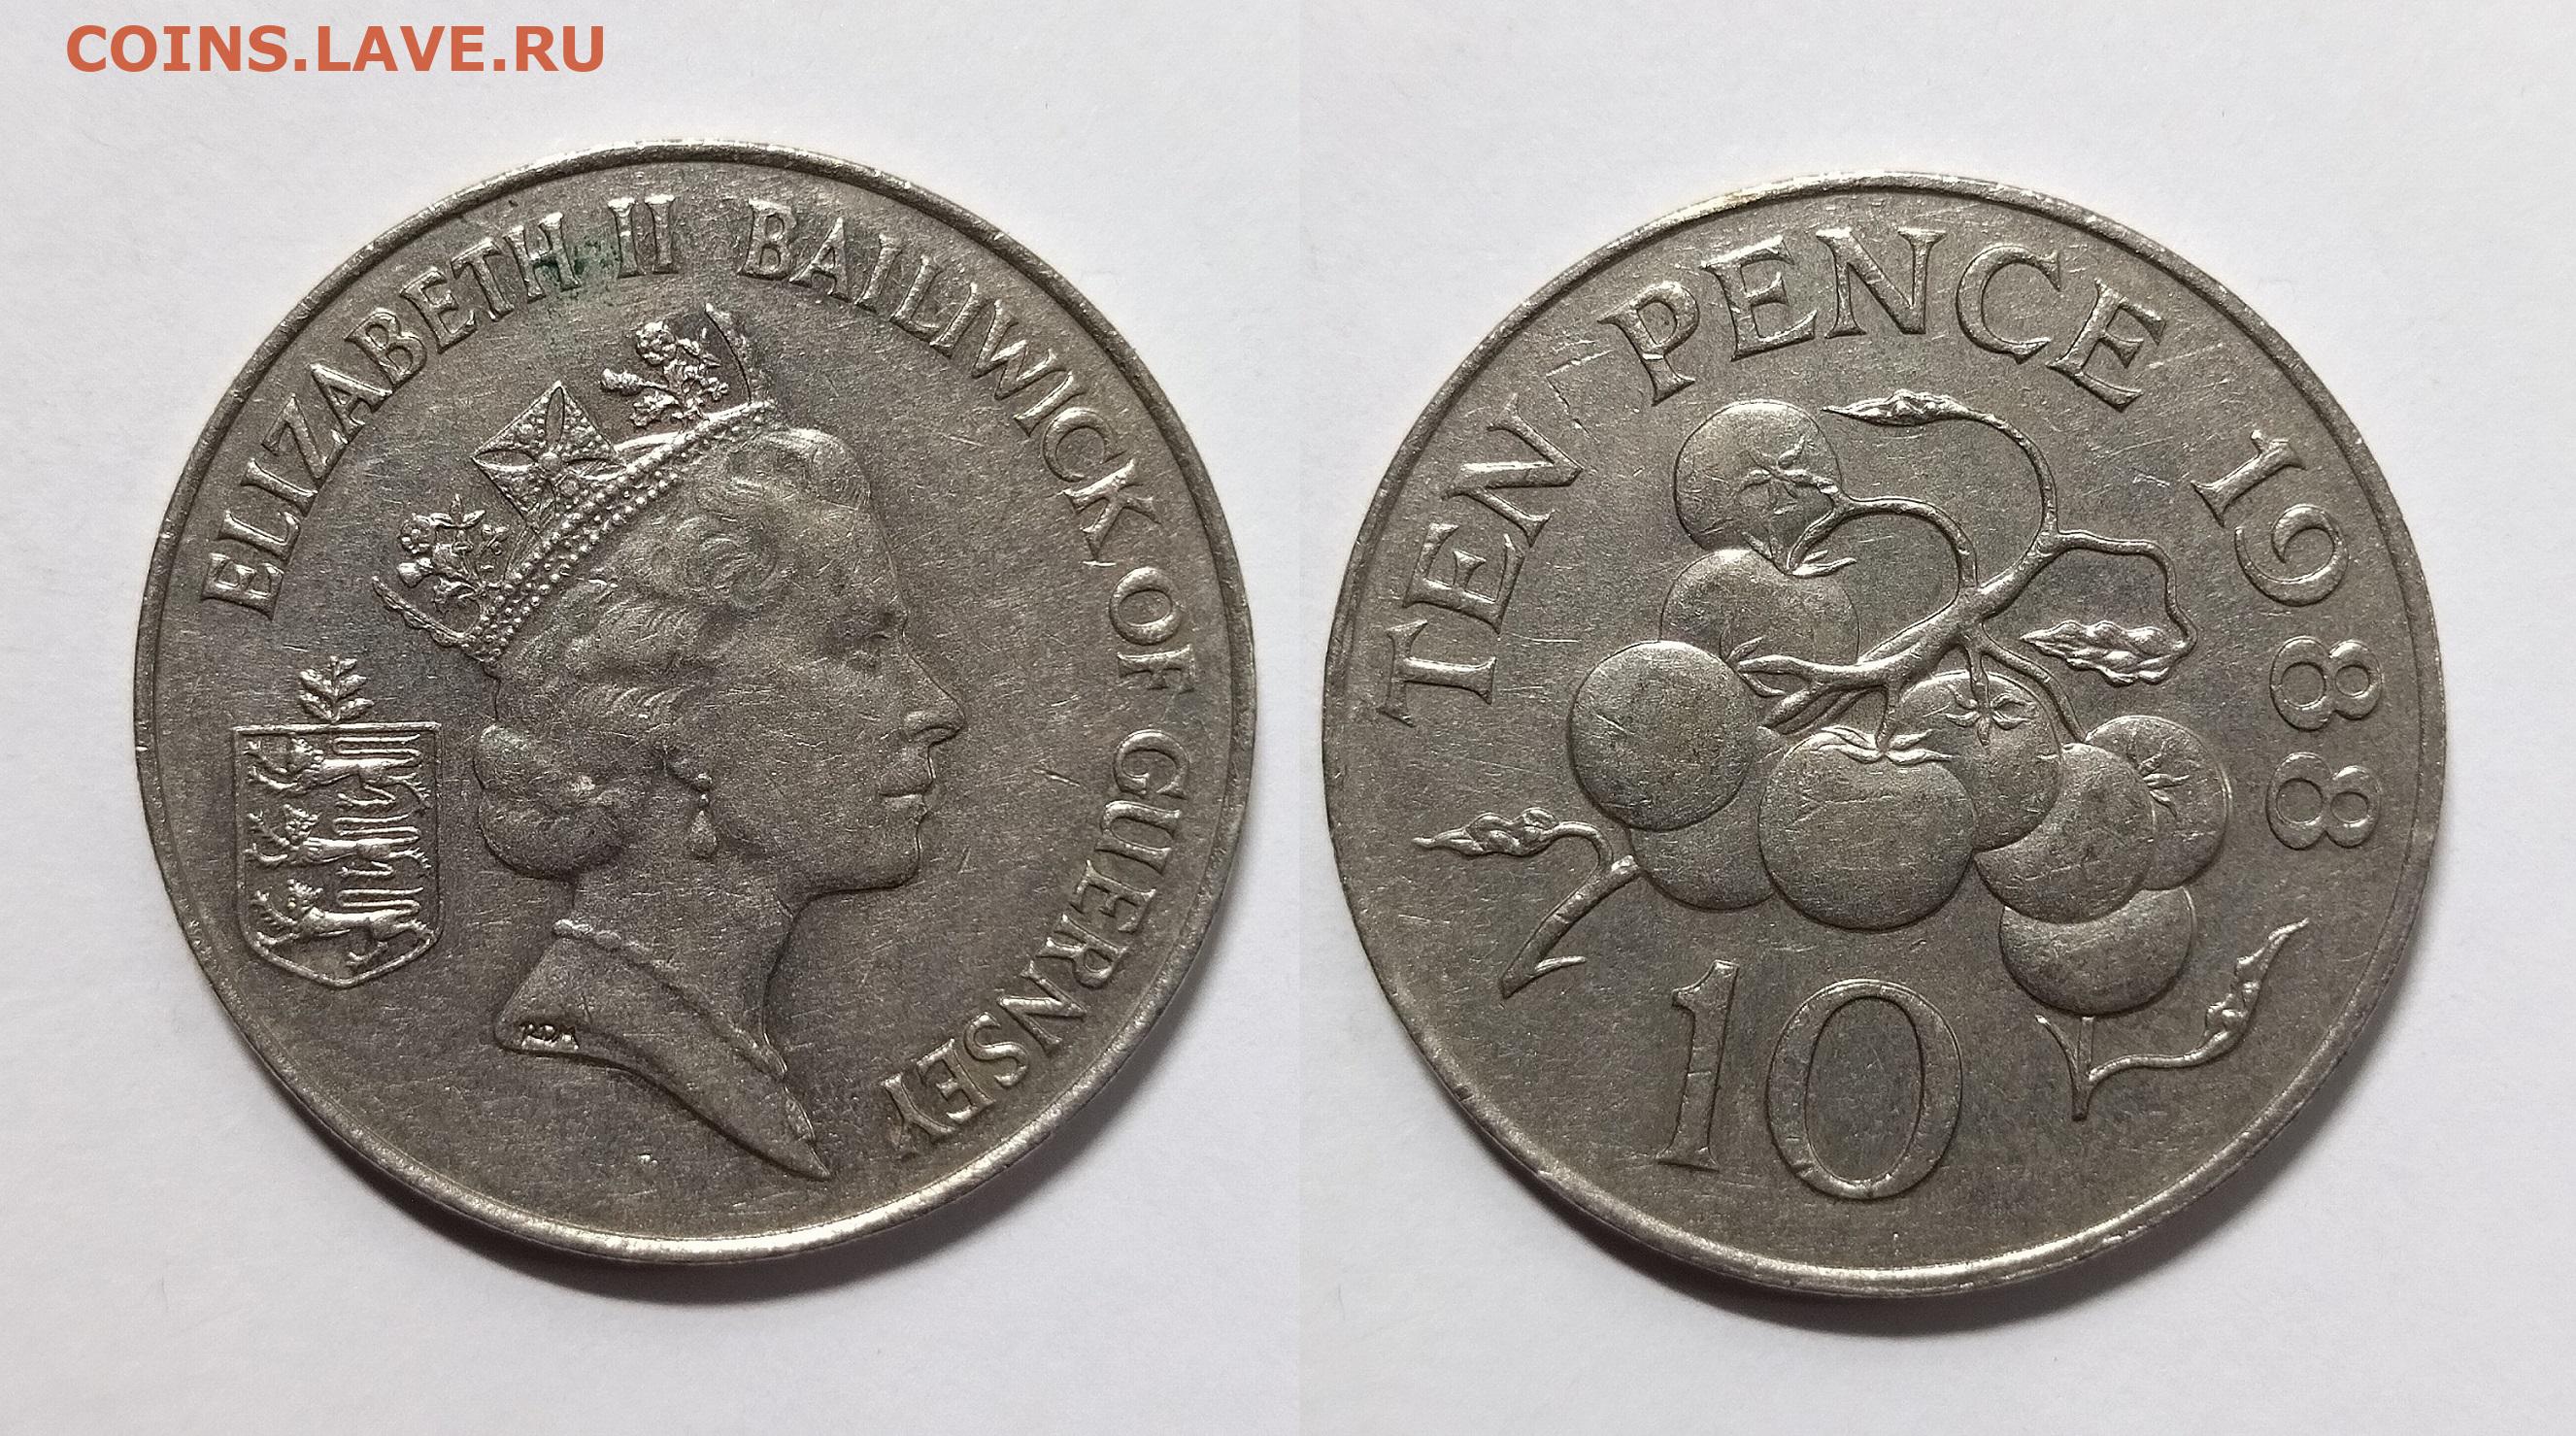 COINS.LAVE.RU
ELIZABETH II BAILIWICK OF GUERNSEY
RDM
TEN PENCE 1988
10